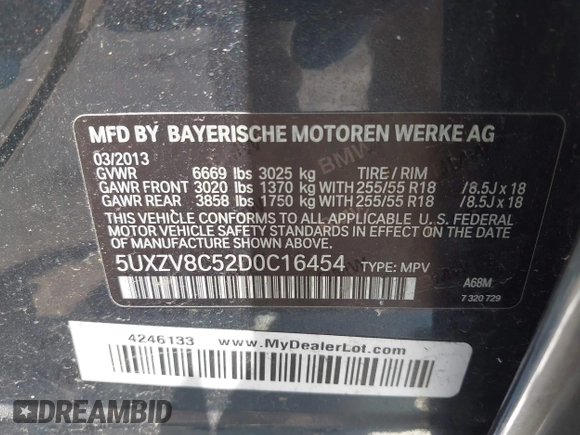 MFD BY BAYERISCHE MOTOREN WERKE AG
03/2013
GVWR 6669 lbs 3025 kg TIRE / RIM
GAWR FRONT 3020 lbs 1370 kg WITH 255/55 R18 /8.5J x 18
GAWR REAR 3858 lbs 1750 kg WITH 255/55 R18 /8.5J x 18
THIS VEHICLE CONFORMS TO ALL APPLICABLE U. S. FEDERAL
MOTOR VEHICLE SAFETY STANDARDS IN EFFECT ON THE
DATE OF MANUFACTURE SHOWN ABOVE.
5UXZV8C52D0C16454 TYPE: MPV
A68M
7 320 729
4246133 www.MyDealerLot.com
DREAMBID